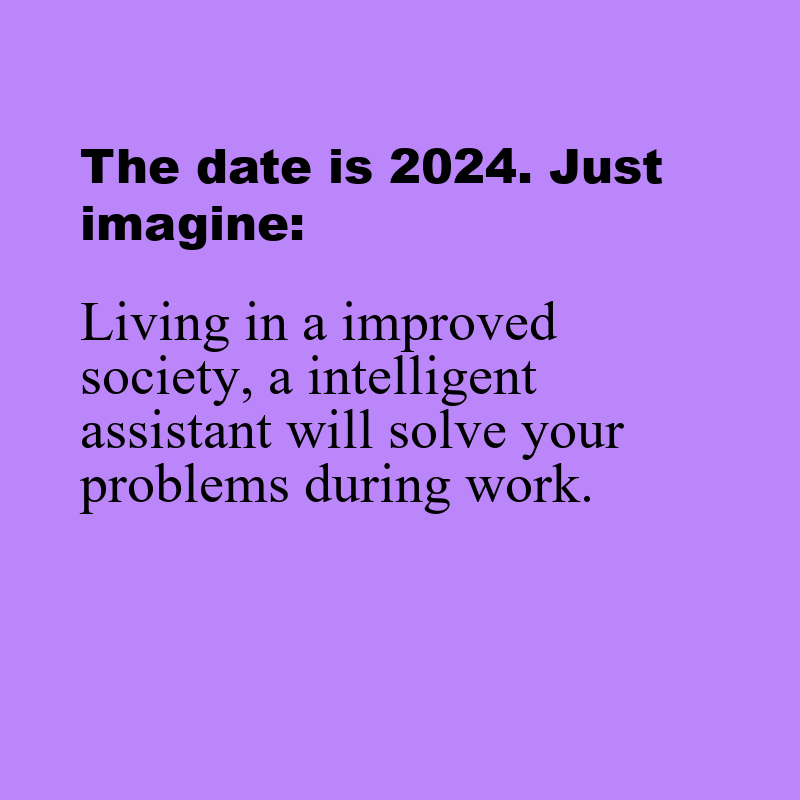 The date is 2024. Just
imagine:
Living in a improved
society, a intelligent
assistant will solve your
problems during work.